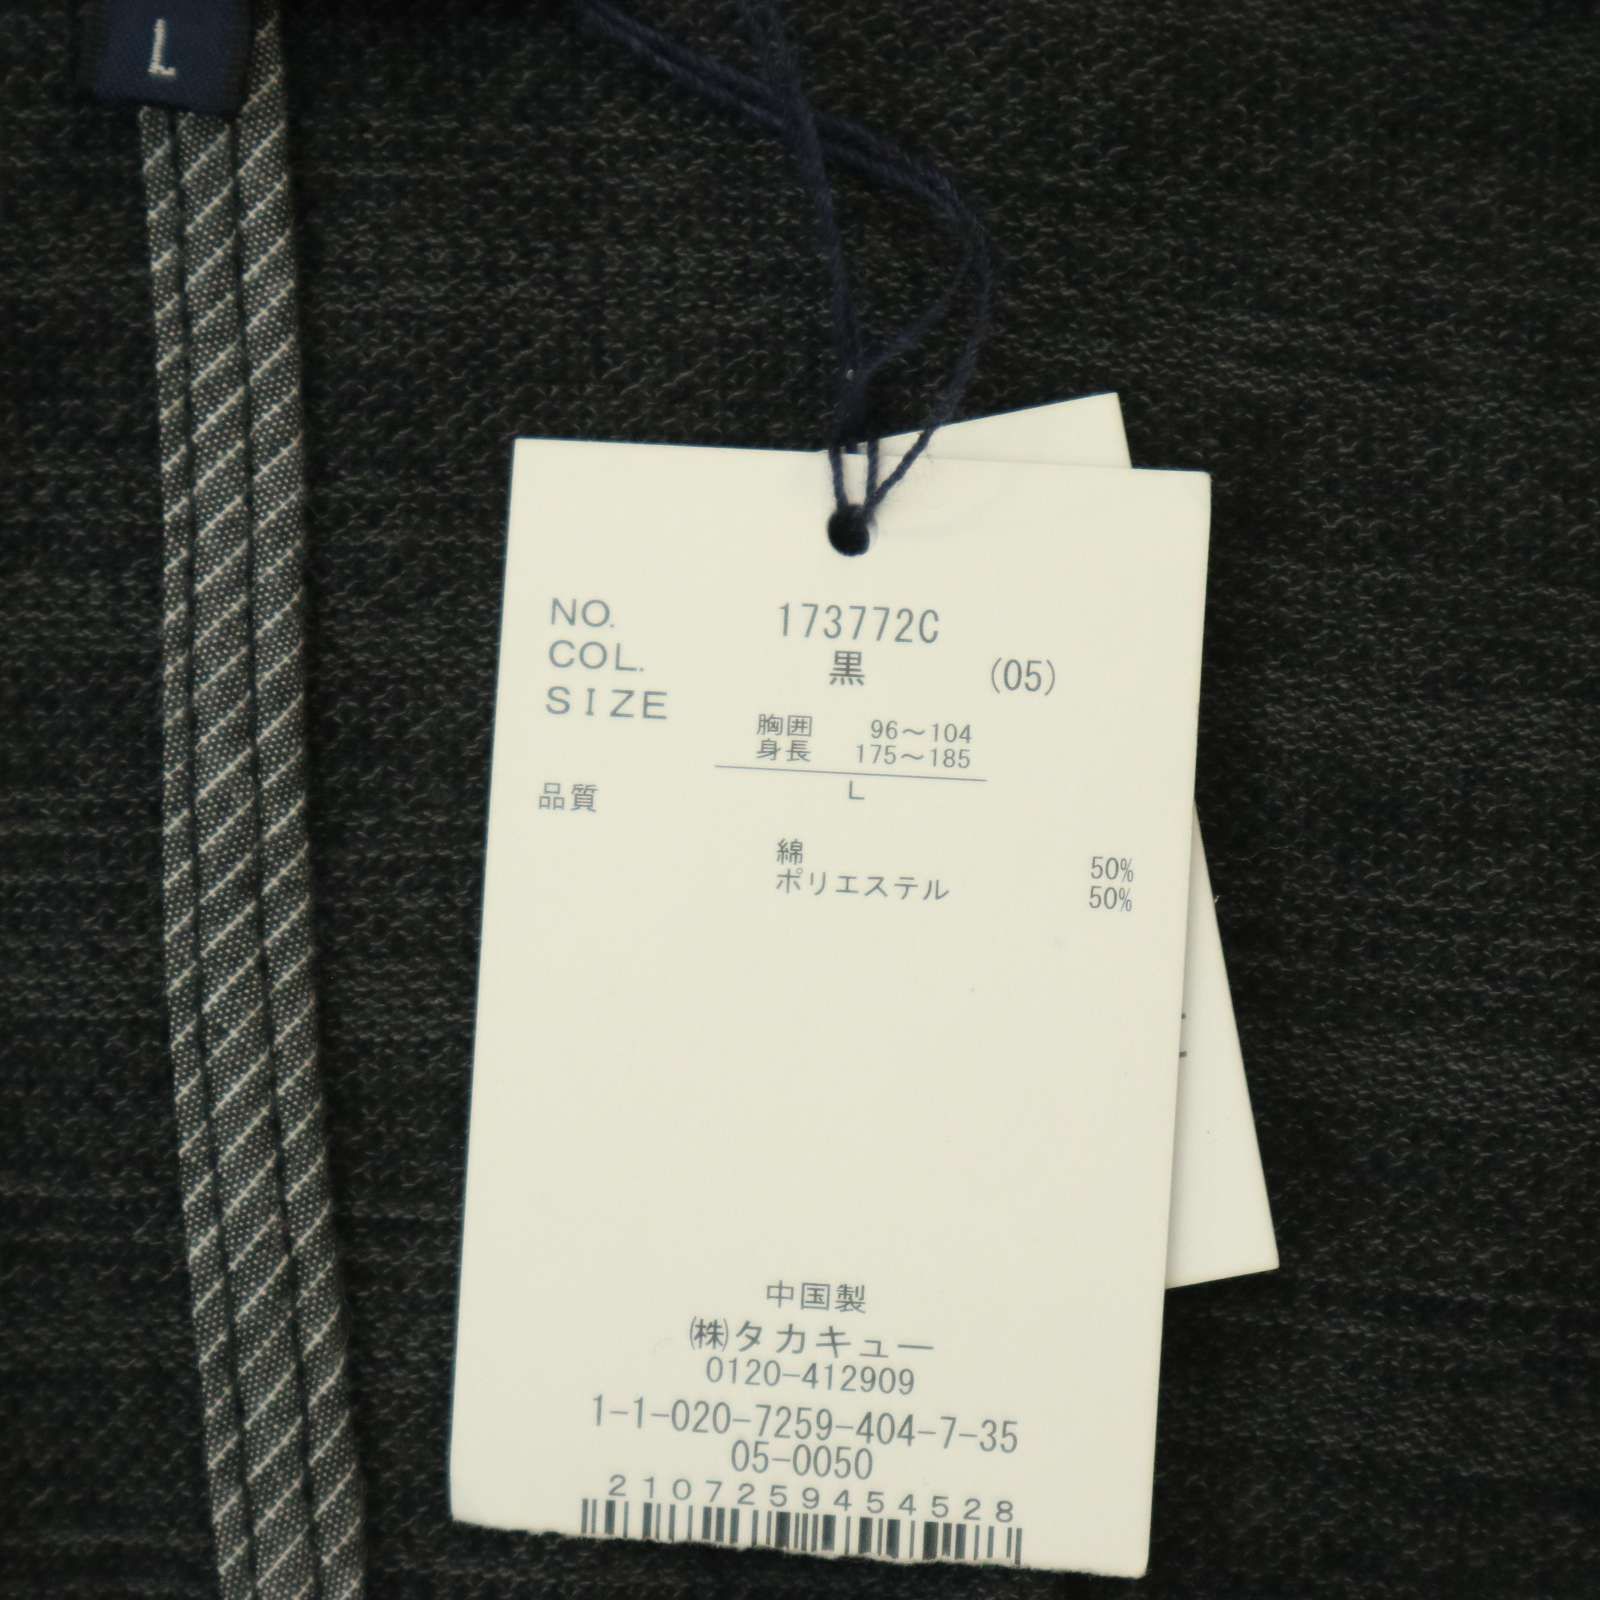 L
NO. 173772C
COL. 黒 (05)
SIZE
胸囲 96〜104
身長 175〜185
L
品質
綿 50%
ポリエステル 50%
中国製
㈱タカキュー
0120-412909
1-1-020-7259-404-7-35
05-0050
2107259454528